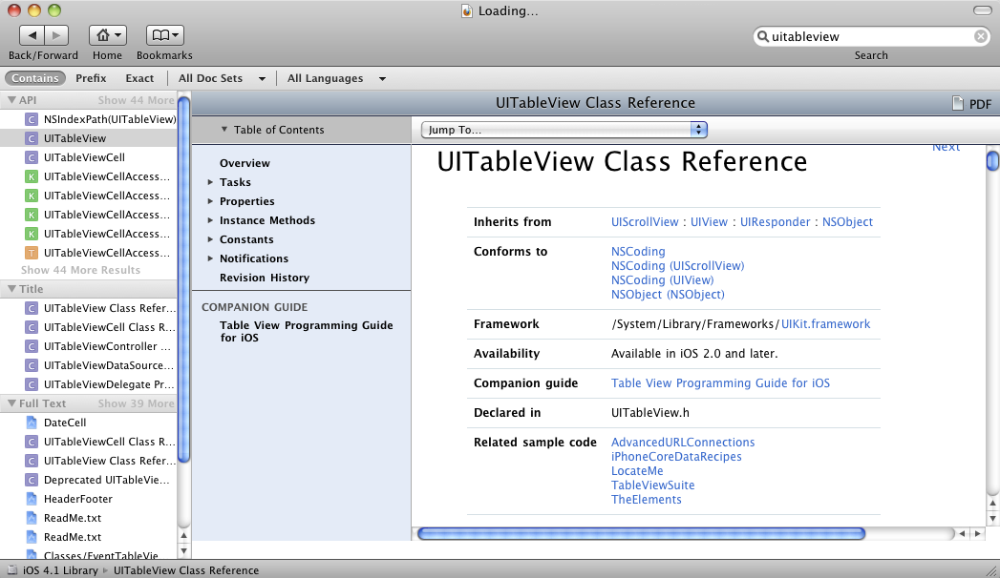 Loading...
uitableview
Back/Forward Home Bookmarks Search
Contains Prefix Exact All Doc Sets All Languages
API Show 44 More
NSIndexPath(UITableView)
UITableView
UITableViewCell
UITableViewCellAccess...
UITableViewCellAccess...
UITableViewCellAccess...
UITableViewCellAccess...
UITableViewCellAccess...
Show 44 More Results
Title
UITableView Class Refer...
UITableViewCell Class R...
UITableViewController ...
UITableViewDataSource...
UITableViewDelegate Pr...
Full Text Show 39 More
DateCell
UITableViewCell Class R...
UITableView Class Refer...
Deprecated UITableVie...
HeaderFooter
ReadMe.txt
ReadMe.txt
Classes/EventTableVie
UITableView Class Reference
PDF
Table of Contents
Overview
Tasks
Properties
Instance Methods
Constants
Notifications
Revision History
COMPANION GUIDE
Table View Programming Guide
for iOS
Jump To...
Next
UITableView Class Reference
Inherits from UIScrollView : UIView : UIResponder : NSObject
Conforms to NSCoding
NSCoding (UIScrollView)
NSCoding (UIView)
NSObject (NSObject)
Framework /System/Library/Frameworks/UIKit.framework
Availability Available in iOS 2.0 and later.
Companion guide Table View Programming Guide for iOS
Declared in UITableView.h
Related sample code AdvancedURLConnections
iPhoneCoreDataRecipes
LocateMe
TableViewSuite
TheElements
iOS 4.1 Library UITableView Class Reference